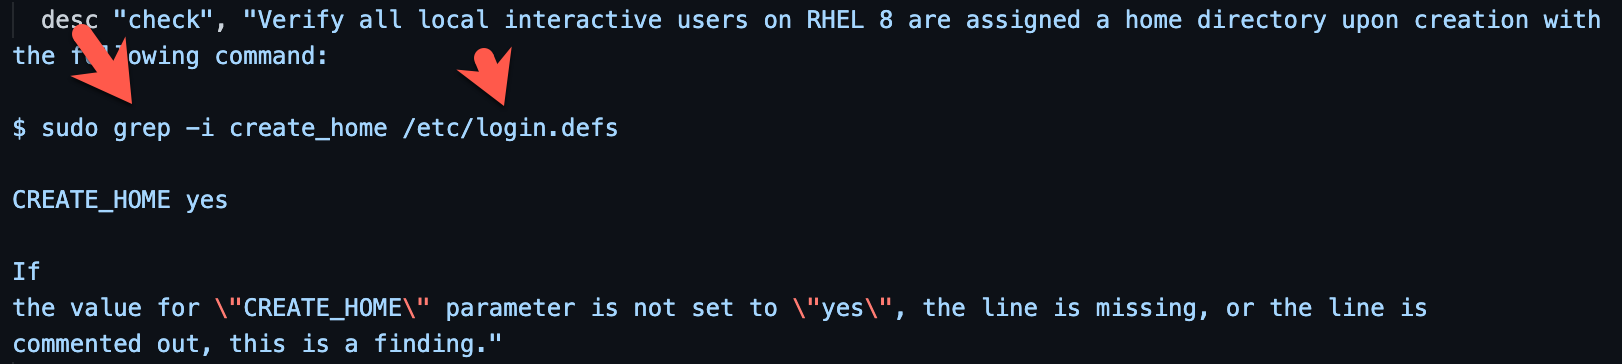 desc "check", "Verify all local interactive users on RHEL 8 are assigned a home directory upon creation with
the following command:
$ sudo grep -i create_home /etc/login.defs
CREATE_HOME yes
If
the value for \"CREATE_HOME\" parameter is not set to \"yes\", the line is missing, or the line is
commented out, this is a finding."